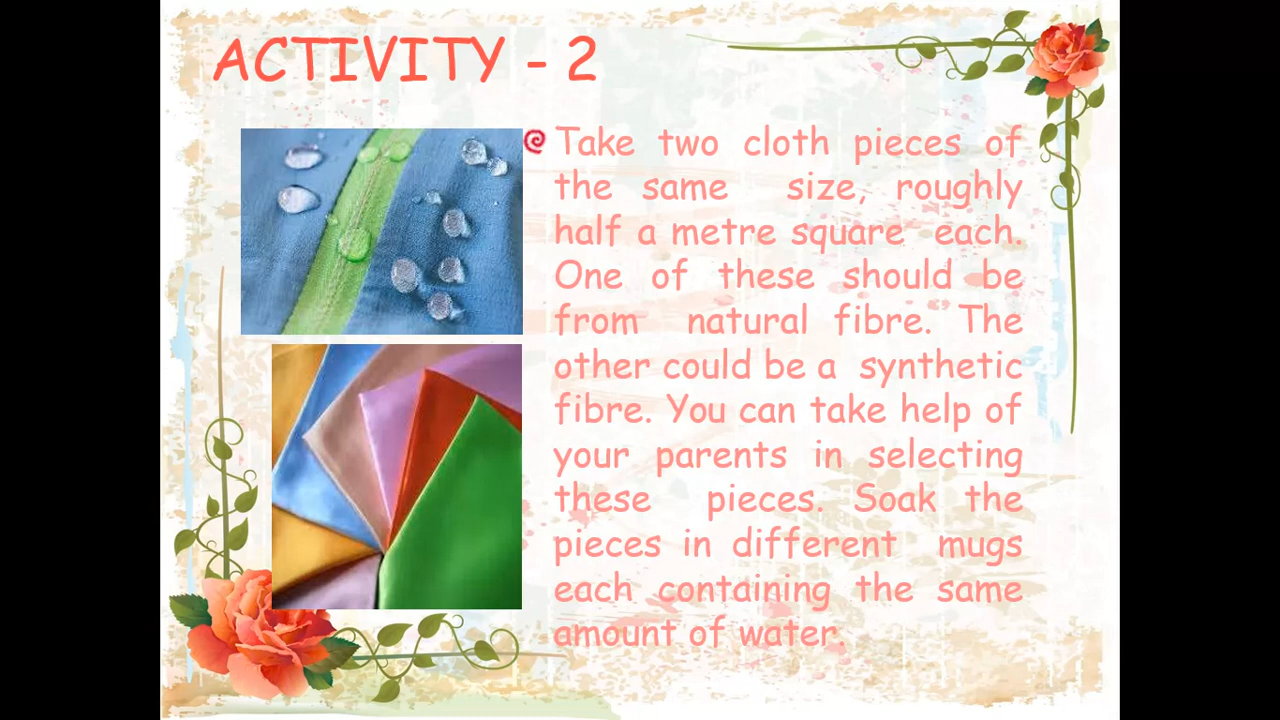 ACTIVITY - 2
Take two cloth pieces of
the same size, roughly
half a metre square each.
One of these should be
from natural fibre. The
other could be a synthetic
fibre. You can take help of
your parents in selecting
these pieces. Soak the
pieces in different mugs
each containing the same
amount of water.